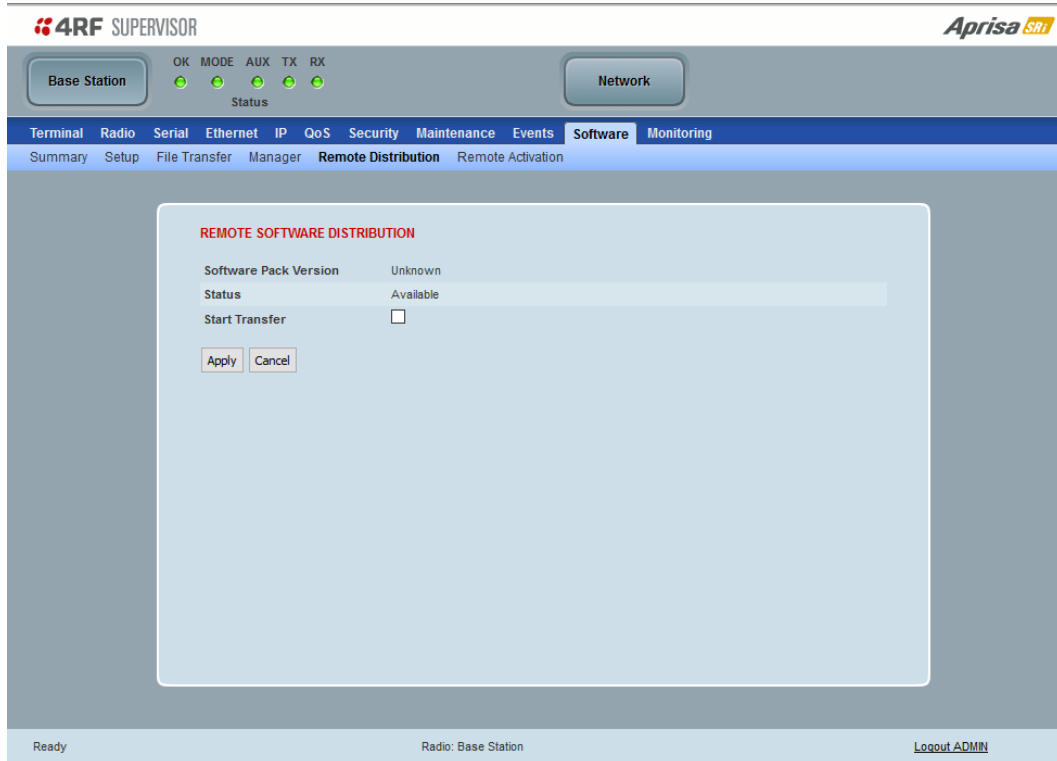 4RF SUPERVISOR
Aprisa SRi
Base Station
OK MODE AUX TX RX
Status
Network
Terminal Radio Serial Ethernet IP QoS Security Maintenance Events Software Monitoring
Summary Setup File Transfer Manager Remote Distribution Remote Activation
REMOTE SOFTWARE DISTRIBUTION
Software Pack Version Unknown
Status Available
Start Transfer
Apply Cancel
Ready Radio: Base Station Logout ADMIN